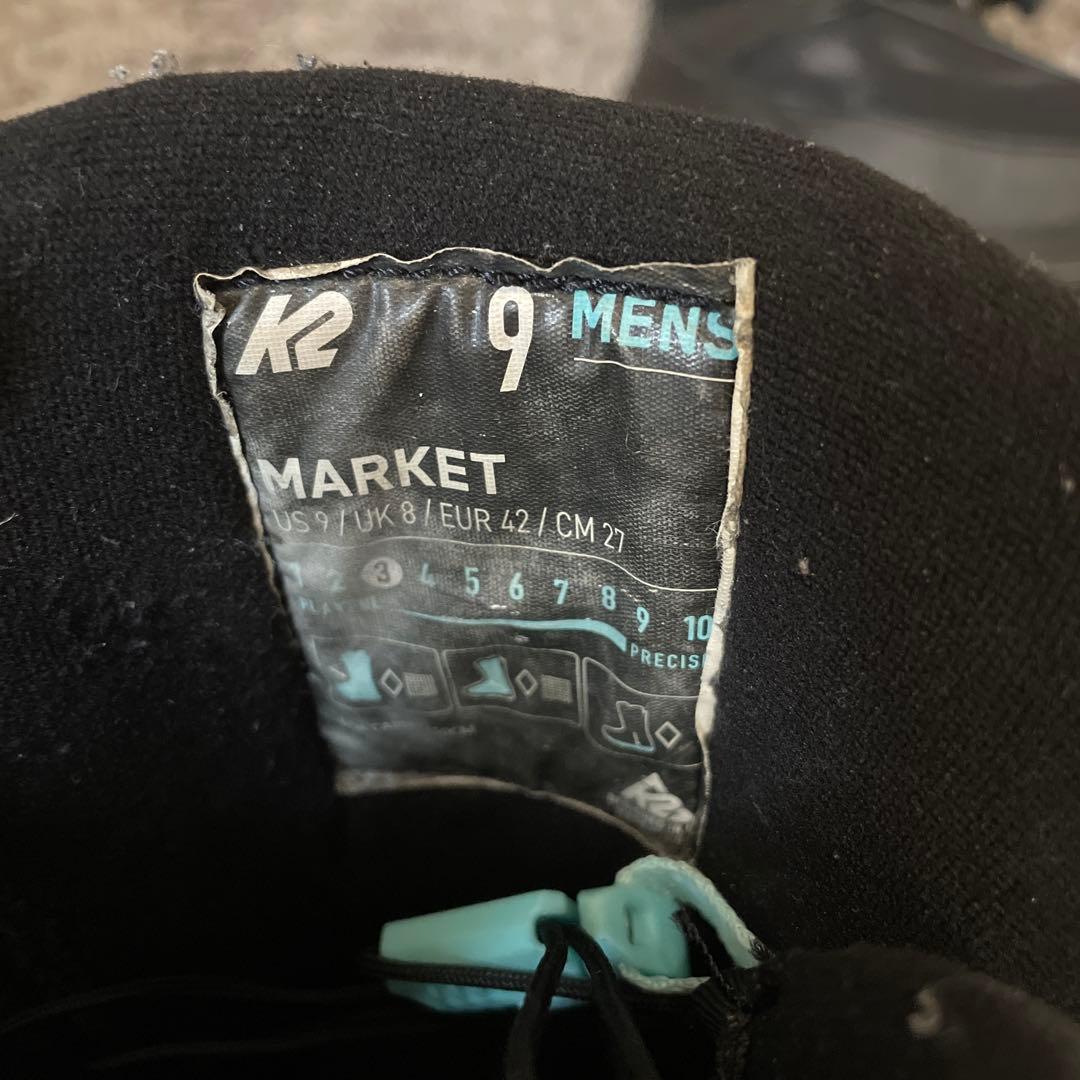 K2 9 MENS
MARKET
US 9 / UK 8 / EUR 42 / CM 27
1 2 3 4 5 6 7 8 9 10
K2